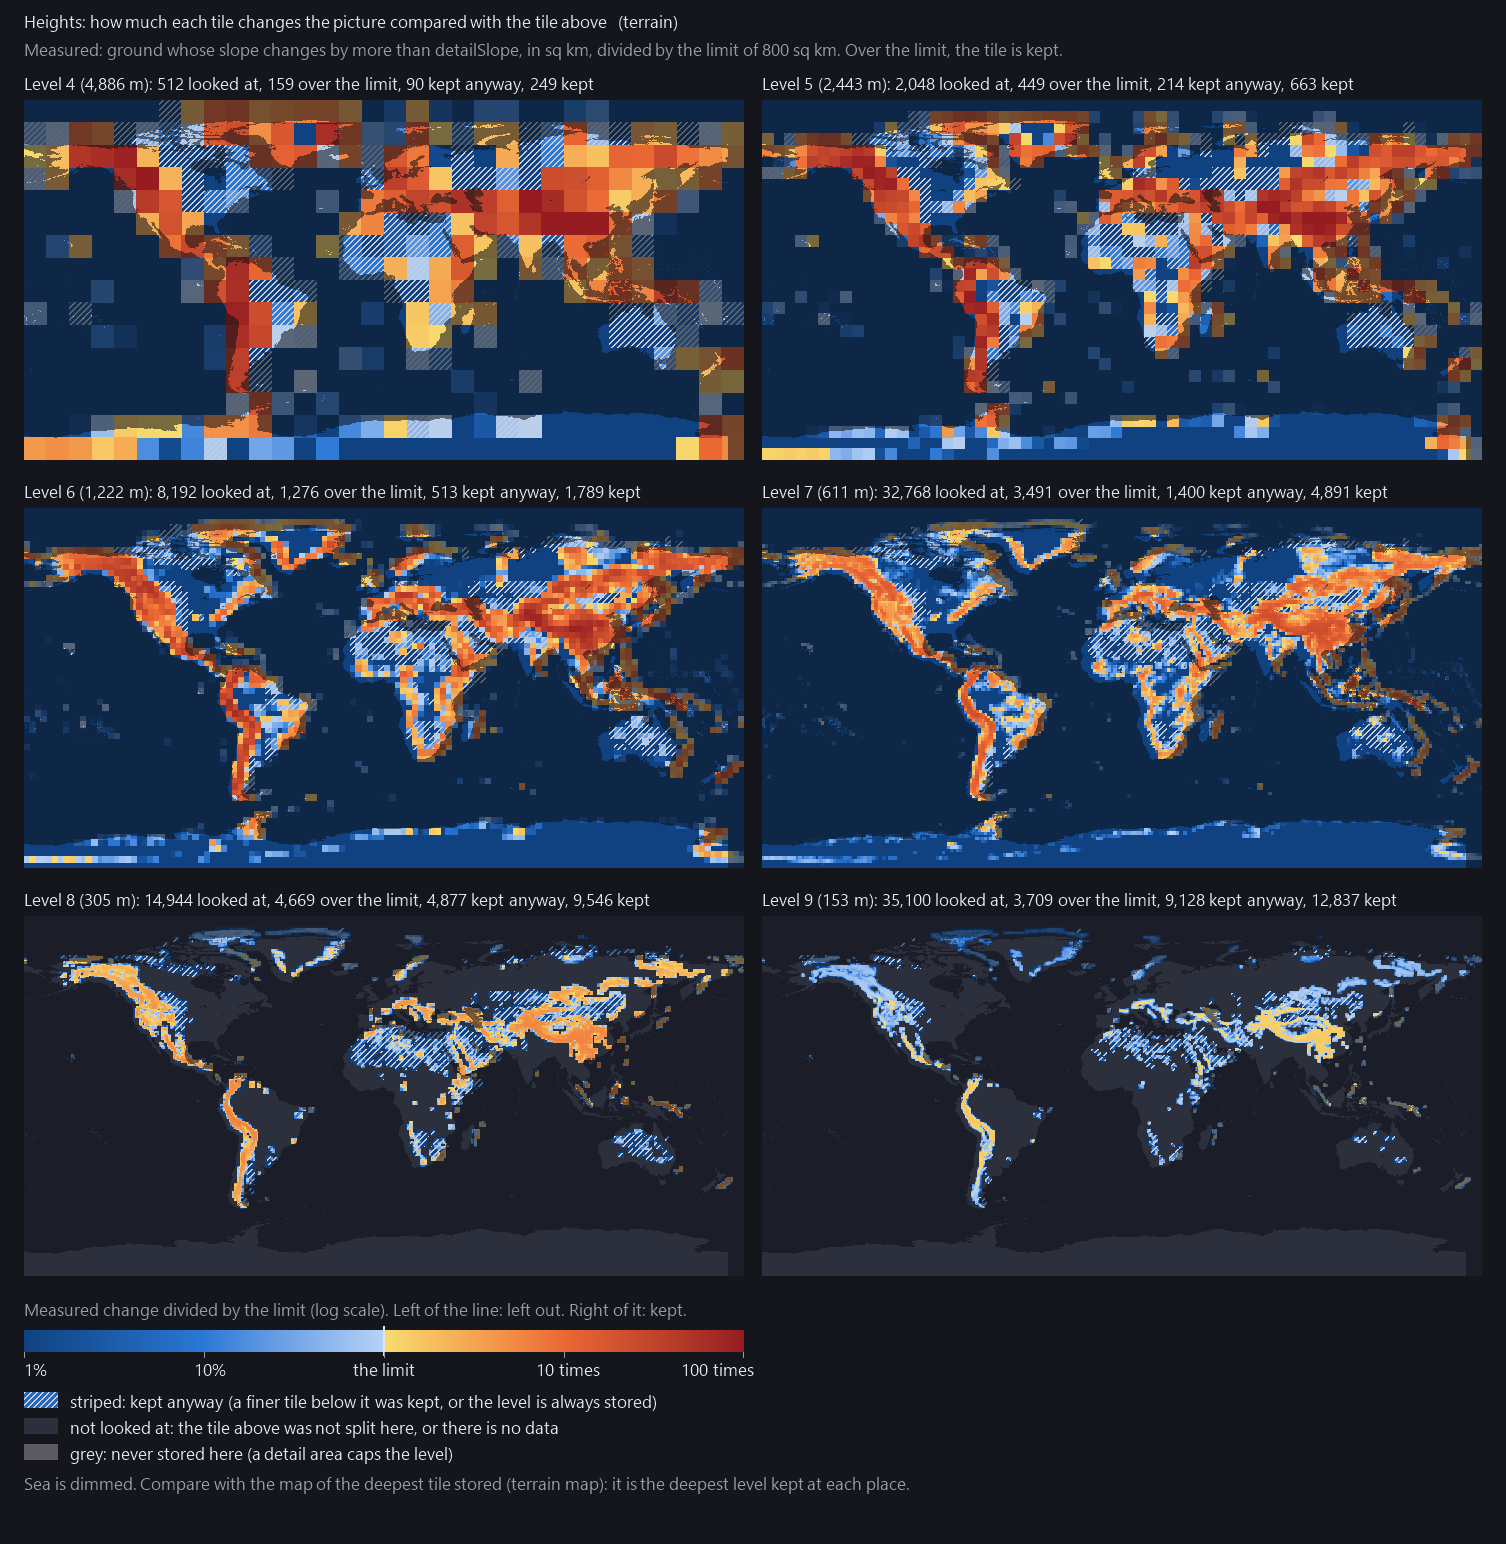 Heights: how much each tile changes the picture compared with the tile above (terrain)
Measured: ground whose slope changes by more than detailSlope, in sq km, divided by the limit of 800 sq km. Over the limit, the tile is kept.
Level 4 (4,886 m): 512 looked at, 159 over the limit, 90 kept anyway, 249 kept
Level 5 (2,443 m): 2,048 looked at, 449 over the limit, 214 kept anyway, 663 kept
Level 6 (1,222 m): 8,192 looked at, 1,276 over the limit, 513 kept anyway, 1,789 kept
Level 7 (611 m): 32,768 looked at, 3,491 over the limit, 1,400 kept anyway, 4,891 kept
Level 8 (305 m): 14,944 looked at, 4,669 over the limit, 4,877 kept anyway, 9,546 kept
Level 9 (153 m): 35,100 looked at, 3,709 over the limit, 9,128 kept anyway, 12,837 kept
Measured change divided by the limit (log scale). Left of the line: left out. Right of it: kept.
1% 10% the limit 10 times 100 times
striped: kept anyway (a finer tile below it was kept, or the level is always stored)
not looked at: the tile above was not split here, or there is no data
grey: never stored here (a detail area caps the level)
Sea is dimmed. Compare with the map of the deepest tile stored (terrain map): it is the deepest level kept at each place.